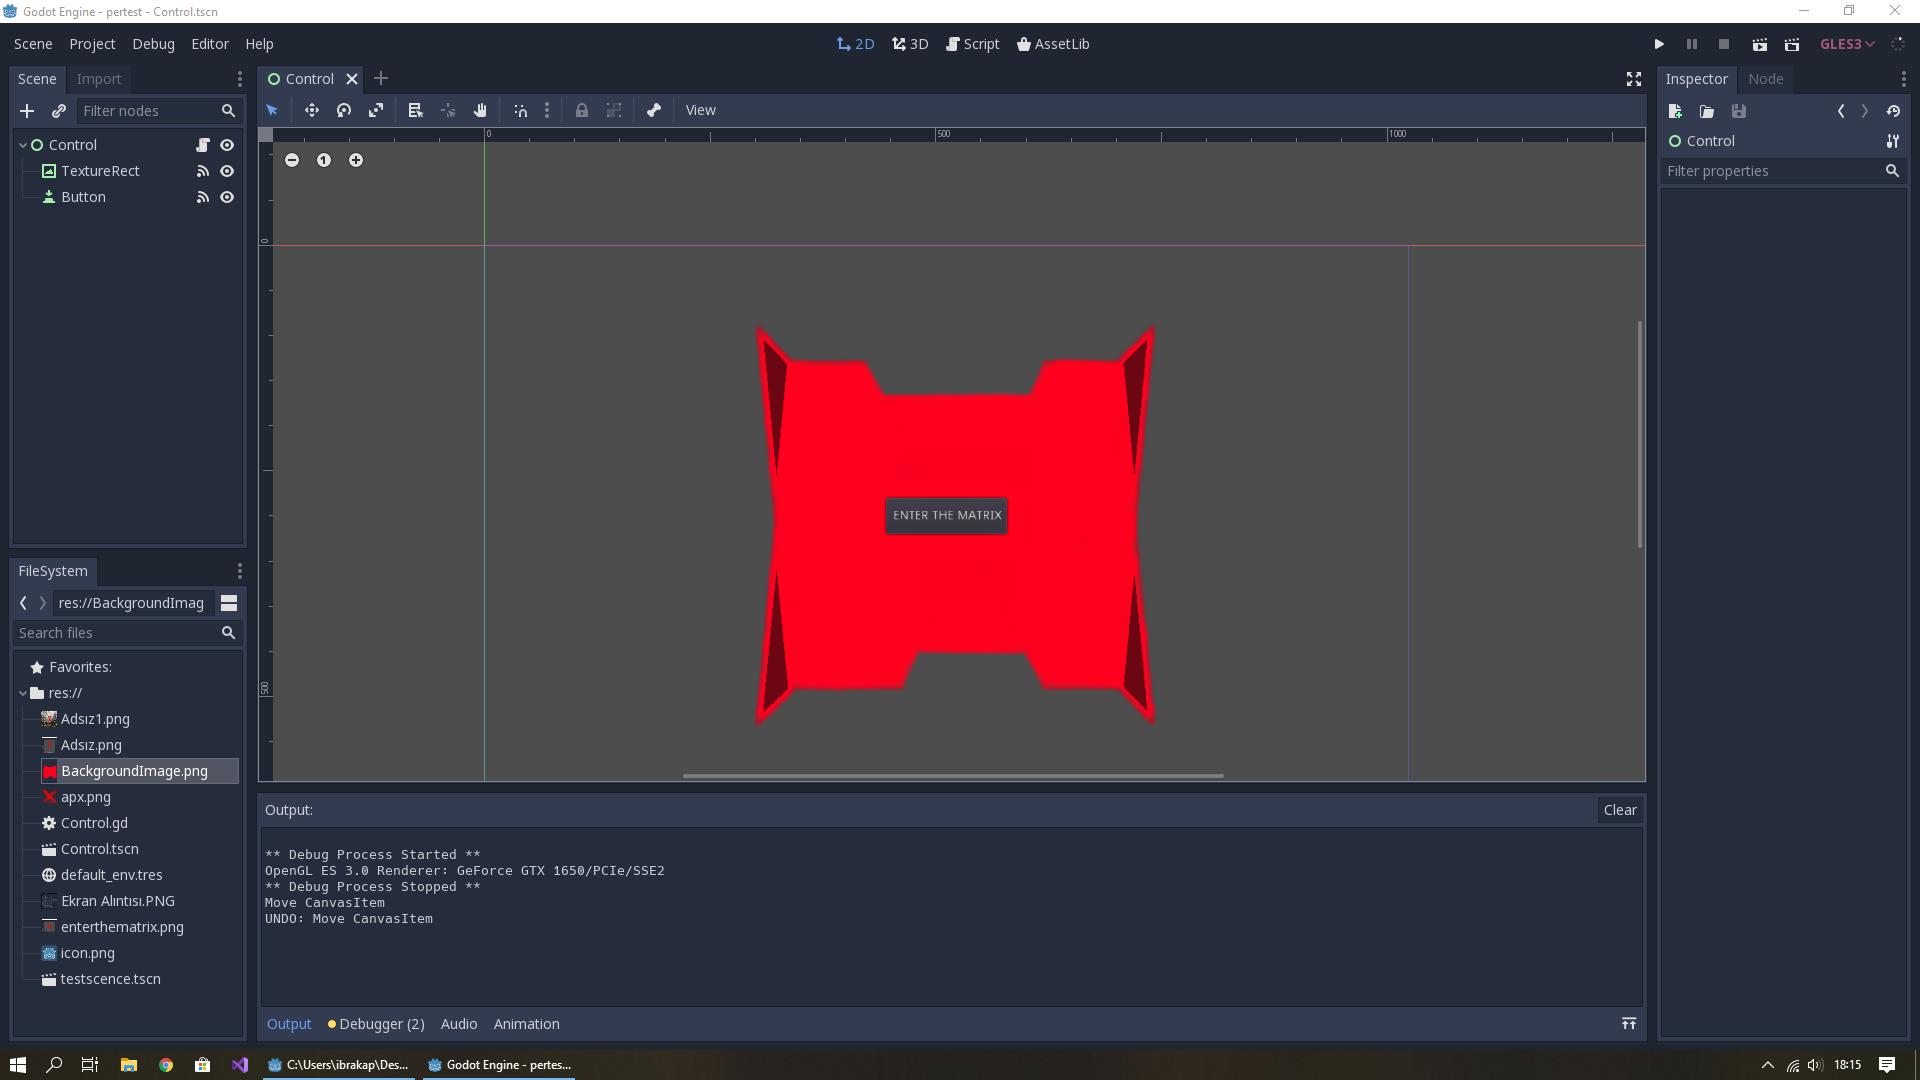 Godot Engine - pertest - Control.tscn
Scene Project Debug Editor Help
2D 3D Script AssetLib
GLES3
Scene Import
Control
Inspector Node
Filter nodes
View
Control
TextureRect
Button
0 500 1000
0
500
ENTER THE MATRIX
Control
Filter properties
FileSystem
res://BackgroundImag
Search files
Favorites:
res://
Adsız1.png
Adsız.png
BackgroundImage.png
apx.png
Control.gd
Control.tscn
default_env.tres
Ekran Alıntısı.PNG
enterthematrix.png
icon.png
testscence.tscn
Output:
Clear
** Debug Process Started **
OpenGL ES 3.0 Renderer: GeForce GTX 1650/PCIe/SSE2
** Debug Process Stopped **
Move CanvasItem
UNDO: Move CanvasItem
Output Debugger (2) Audio Animation
C:\Users\ibrakap\Des...
Godot Engine - pertes...
18:15